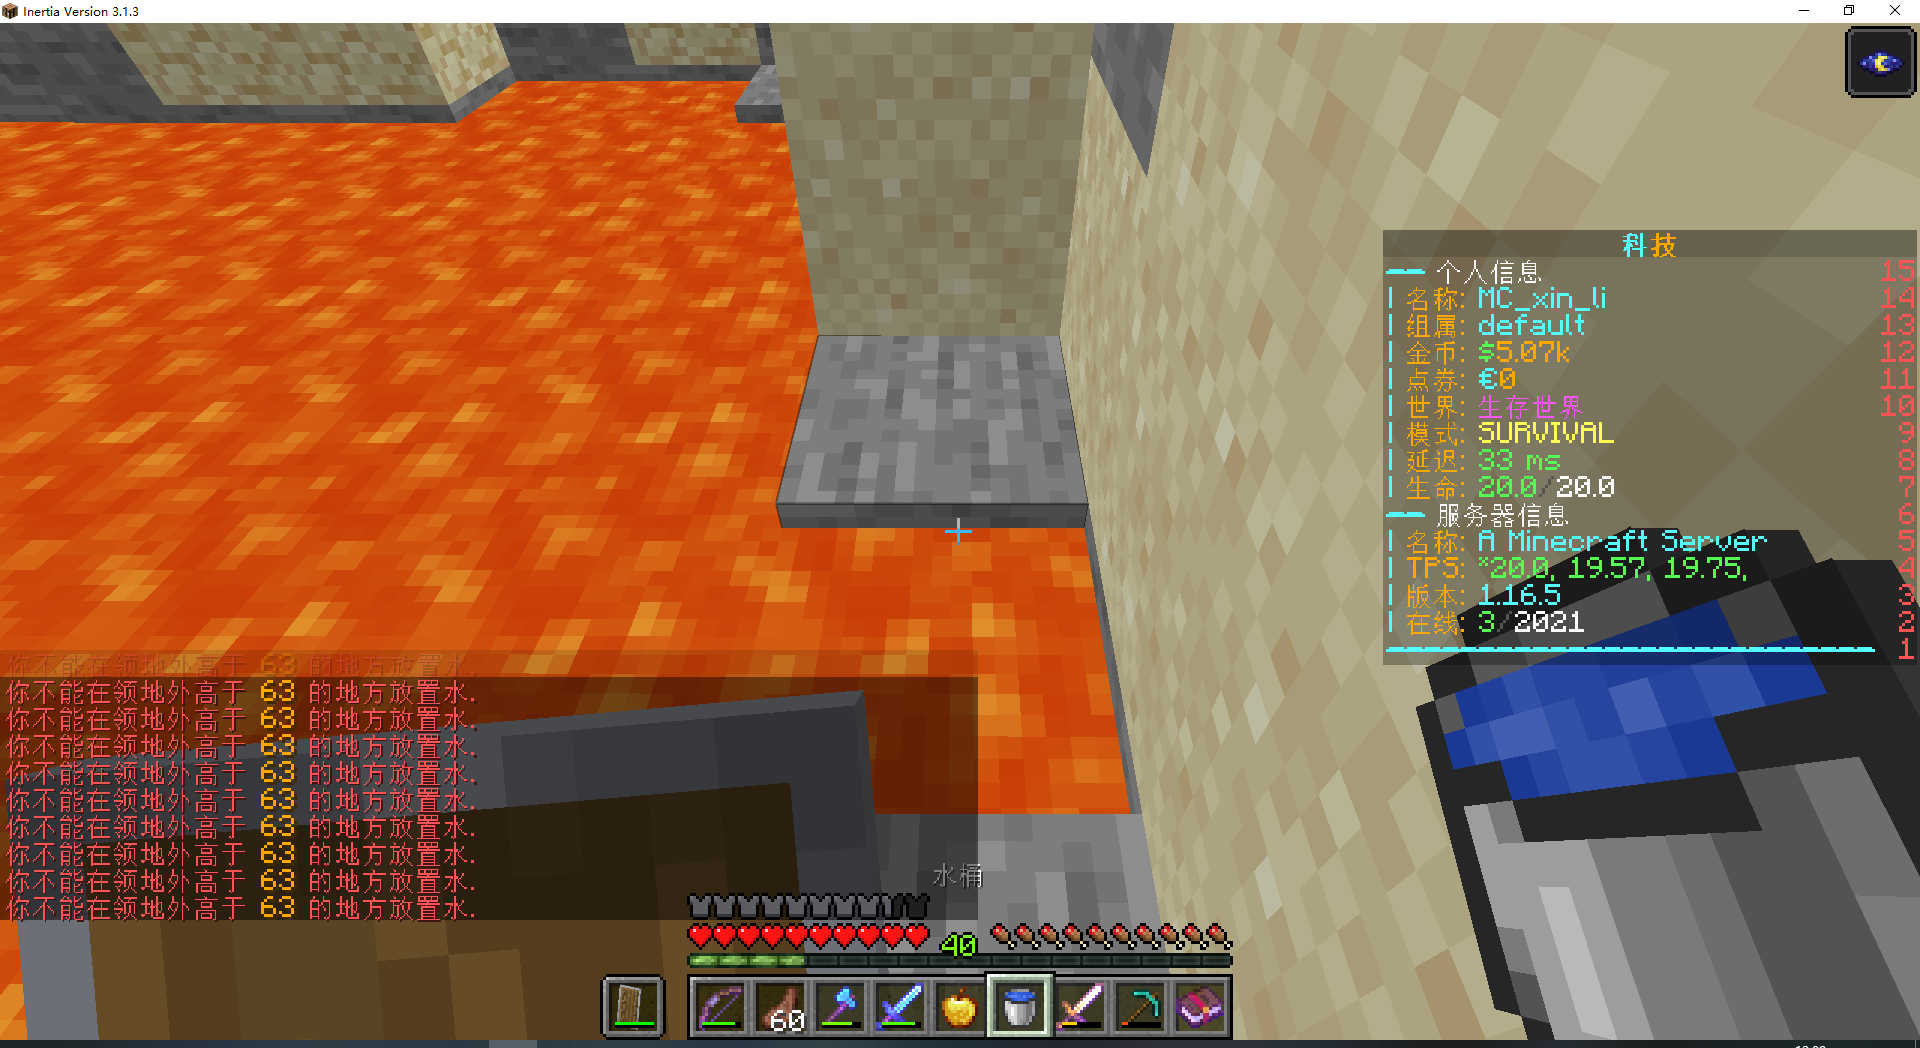 Inertia Version 3.1.3
科技
个人信息 15
名称: MC_xin_li 14
组属: default 13
金币: $5.07k 12
点券: €0 11
世界: 生存世界 10
模式: SURVIVAL 9
延迟: 33 ms 8
生命: 20.0/20.0 7
服务器信息 6
名称: A Minecraft Server 5
TPS: *20.0, 19.57, 19.75, 4
版本: 1.16.5 3
在线: 3/2021 2
1
你不能在领地外高于 63 的地方放置水.
你不能在领地外高于 63 的地方放置水.
你不能在领地外高于 63 的地方放置水.
你不能在领地外高于 63 的地方放置水.
你不能在领地外高于 63 的地方放置水.
你不能在领地外高于 63 的地方放置水.
你不能在领地外高于 63 的地方放置水.
你不能在领地外高于 63 的地方放置水.
你不能在领地外高于 63 的地方放置水.
你不能在领地外高于 63 的地方放置水.
水桶
40
60